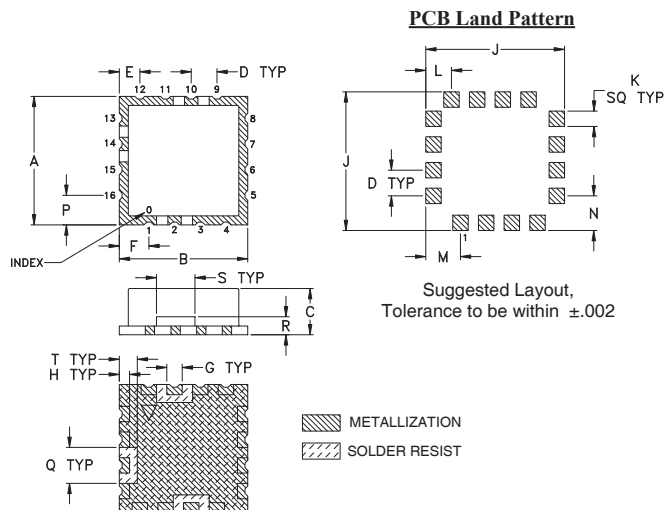 PCB Land Pattern
E
D TYP
12 11 10 9
13
14
15
16
8
7
6
5
A
P
0
1 2 3 4
F
B
INDEX
S TYP
C
R
T TYP
H TYP
G TYP
Q TYP
J
L
K
SQ TYP
J
D TYP
N
M
1
Suggested Layout,
Tolerance to be within ±.002
METALLIZATION
SOLDER RESIST